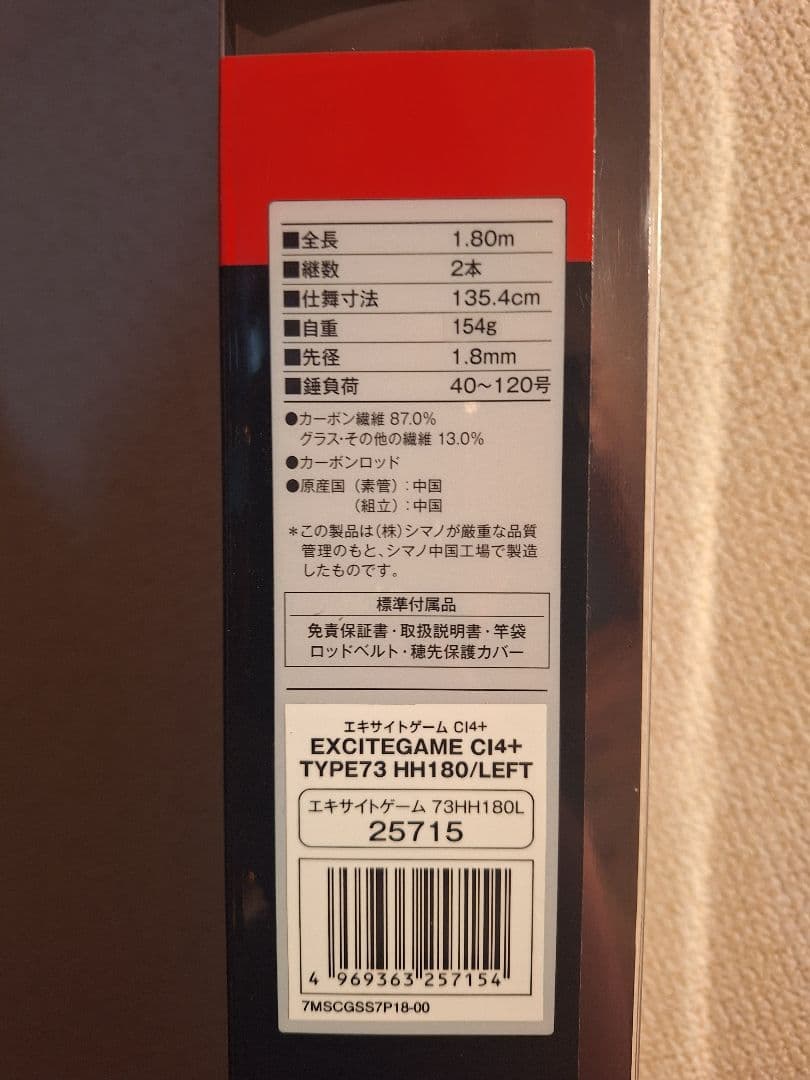 ■全長 1.80m
■継数 2本
■仕舞寸法 135.4cm
■自重 154g
■先径 1.8mm
■錘負荷 40～120号
●カーボン繊維 87.0%
グラス・その他の繊維 13.0%
●カーボンロッド
●原産国（素管）：中国
（組立）：中国
＊この製品は（株）シマノが厳重な品質
管理のもと、シマノ中国工場で製造
したものです。
標準付属品
免責保証書・取扱説明書・竿袋
ロッドベルト・穂先保護カバー
エキサイトゲーム CI4+
EXCITEGAME CI4+
TYPE73 HH180/LEFT
エキサイトゲーム 73HH180L
25715
4 969363 257154
7MSCGSS7P18-00